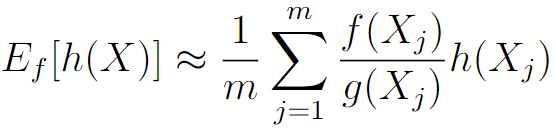 E_f[h(X)] ≈ \frac{1}{m} \sum_{j=1}^{m} \frac{f(X_j)}{g(X_j)} h(X_j)